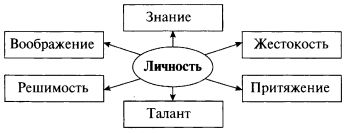 Знание
Воображение
Жестокость
Личность
Решимость
Притяжение
Талант